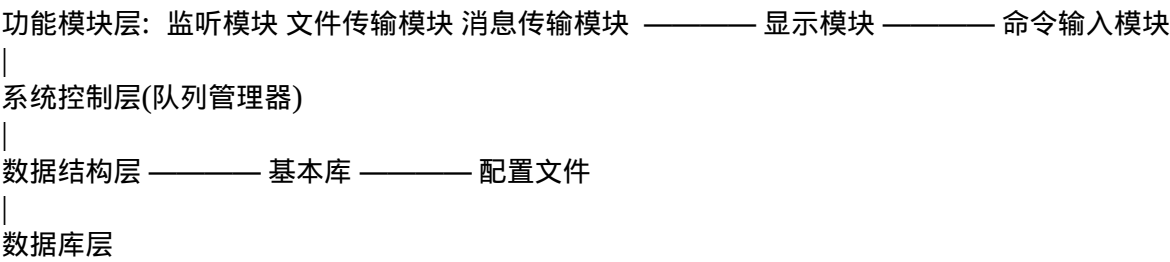 功能模块层:  监听模块 文件传输模块 消息传输模块  ———— 显示模块 ———— 命令输入模块
|
系统控制层(队列管理器)
|
数据结构层 ———— 基本库 ———— 配置文件
|
数据库层